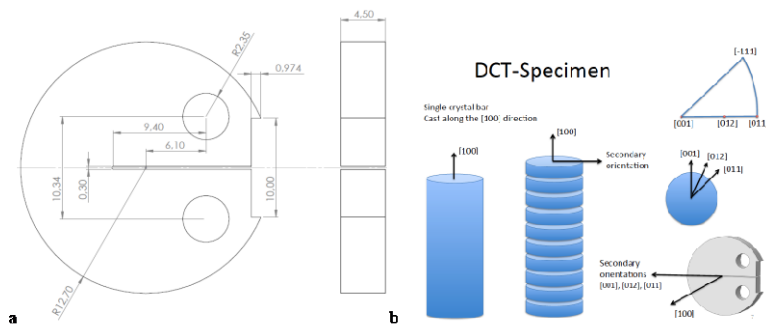 4.50
R2.35
0.974
9.40
6.10
10.34
0.30
10.00
R12.70
a
DCT-Specimen
Single crystal bar
Cast along the [100] direction
[100]
[100]
Secondary
orientation
[-111]
[001]
[012]
[011]
[001]
[012]
[011]
Secondary
orientations
[001], [012], [011]
[100]
7
b